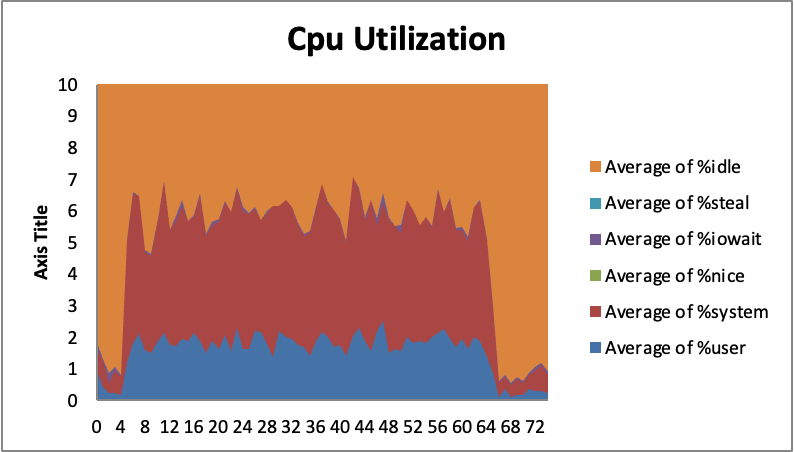 Cpu Utilization
10
9
8
7
6
5
4
3
2
1
0
Axis Title
0 4 8 12 16 20 24 28 32 36 40 44 48 52 56 60 64 68 72
Average of %idle
Average of %steal
Average of %iowait
Average of %nice
Average of %system
Average of %user